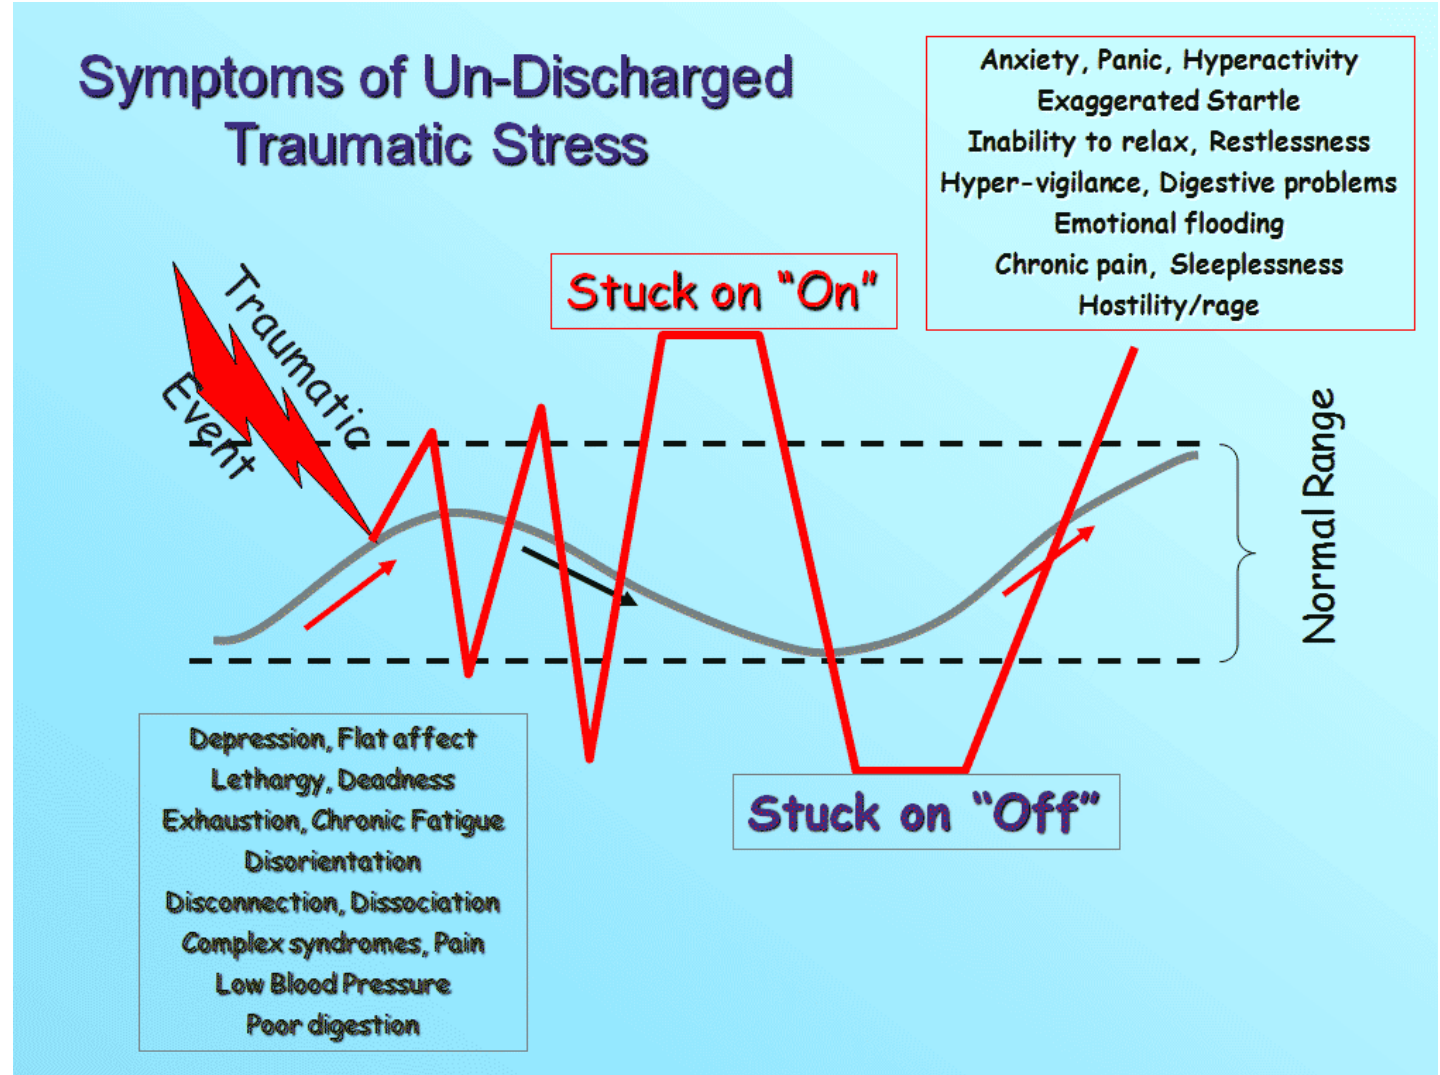 Symptoms of Un-Discharged
Traumatic Stress
Anxiety, Panic, Hyperactivity
Exaggerated Startle
Inability to relax, Restlessness
Hyper-vigilance, Digestive problems
Emotional flooding
Chronic pain, Sleeplessness
Hostility/rage
Stuck on “On”
Traumatic
Event
Normal Range
Depression, Flat affect
Lethargy, Deadness
Exhaustion, Chronic Fatigue
Disorientation
Disconnection, Dissociation
Complex syndromes, Pain
Low Blood Pressure
Poor digestion
Stuck on “Off”